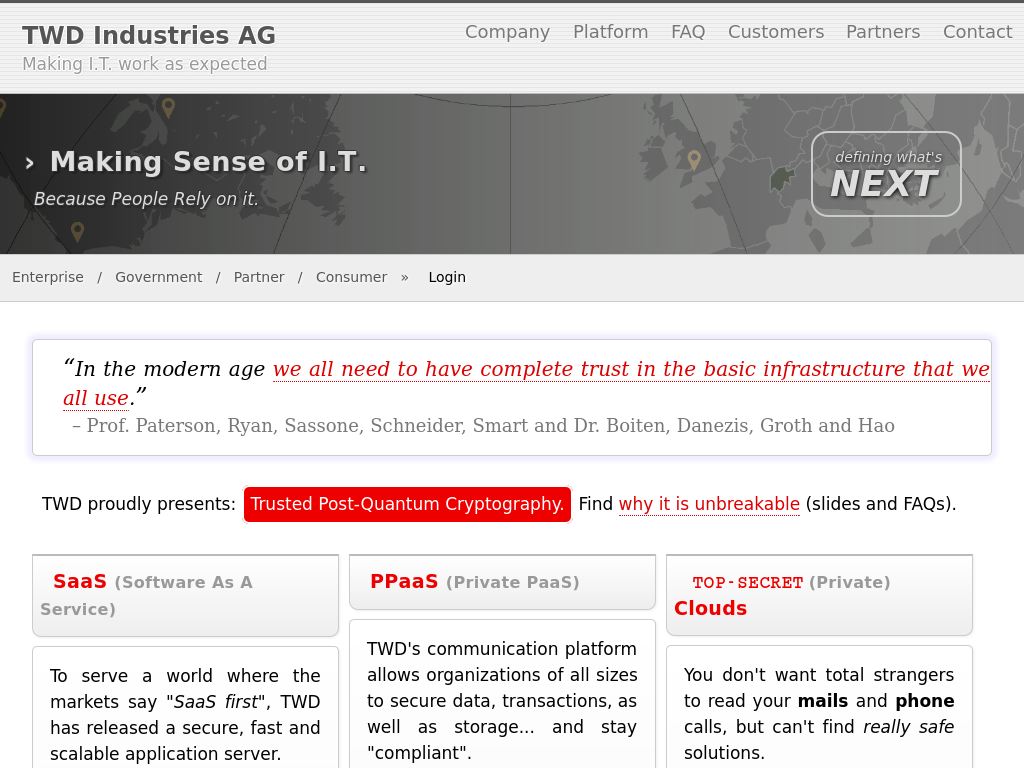 TWD Industries AG
Making I.T. work as expected
Company Platform FAQ Customers Partners Contact
› Making Sense of I.T.
Because People Rely on it.
defining what's
NEXT
Enterprise / Government / Partner / Consumer » Login
“In the modern age we all need to have complete trust in the basic infrastructure that we
all use.”
– Prof. Paterson, Ryan, Sassone, Schneider, Smart and Dr. Boiten, Danezis, Groth and Hao
TWD proudly presents: Trusted Post-Quantum Cryptography. Find why it is unbreakable (slides and FAQs).
SaaS (Software As A
Service)
To serve a world where the
markets say "SaaS first", TWD
has released a secure, fast and
scalable application server.
PPaaS (Private PaaS)
TWD's communication platform
allows organizations of all sizes
to secure data, transactions, as
well as storage... and stay
"compliant".
TOP-SECRET (Private)
Clouds
You don't want total strangers
to read your mails and phone
calls, but can't find really safe
solutions.